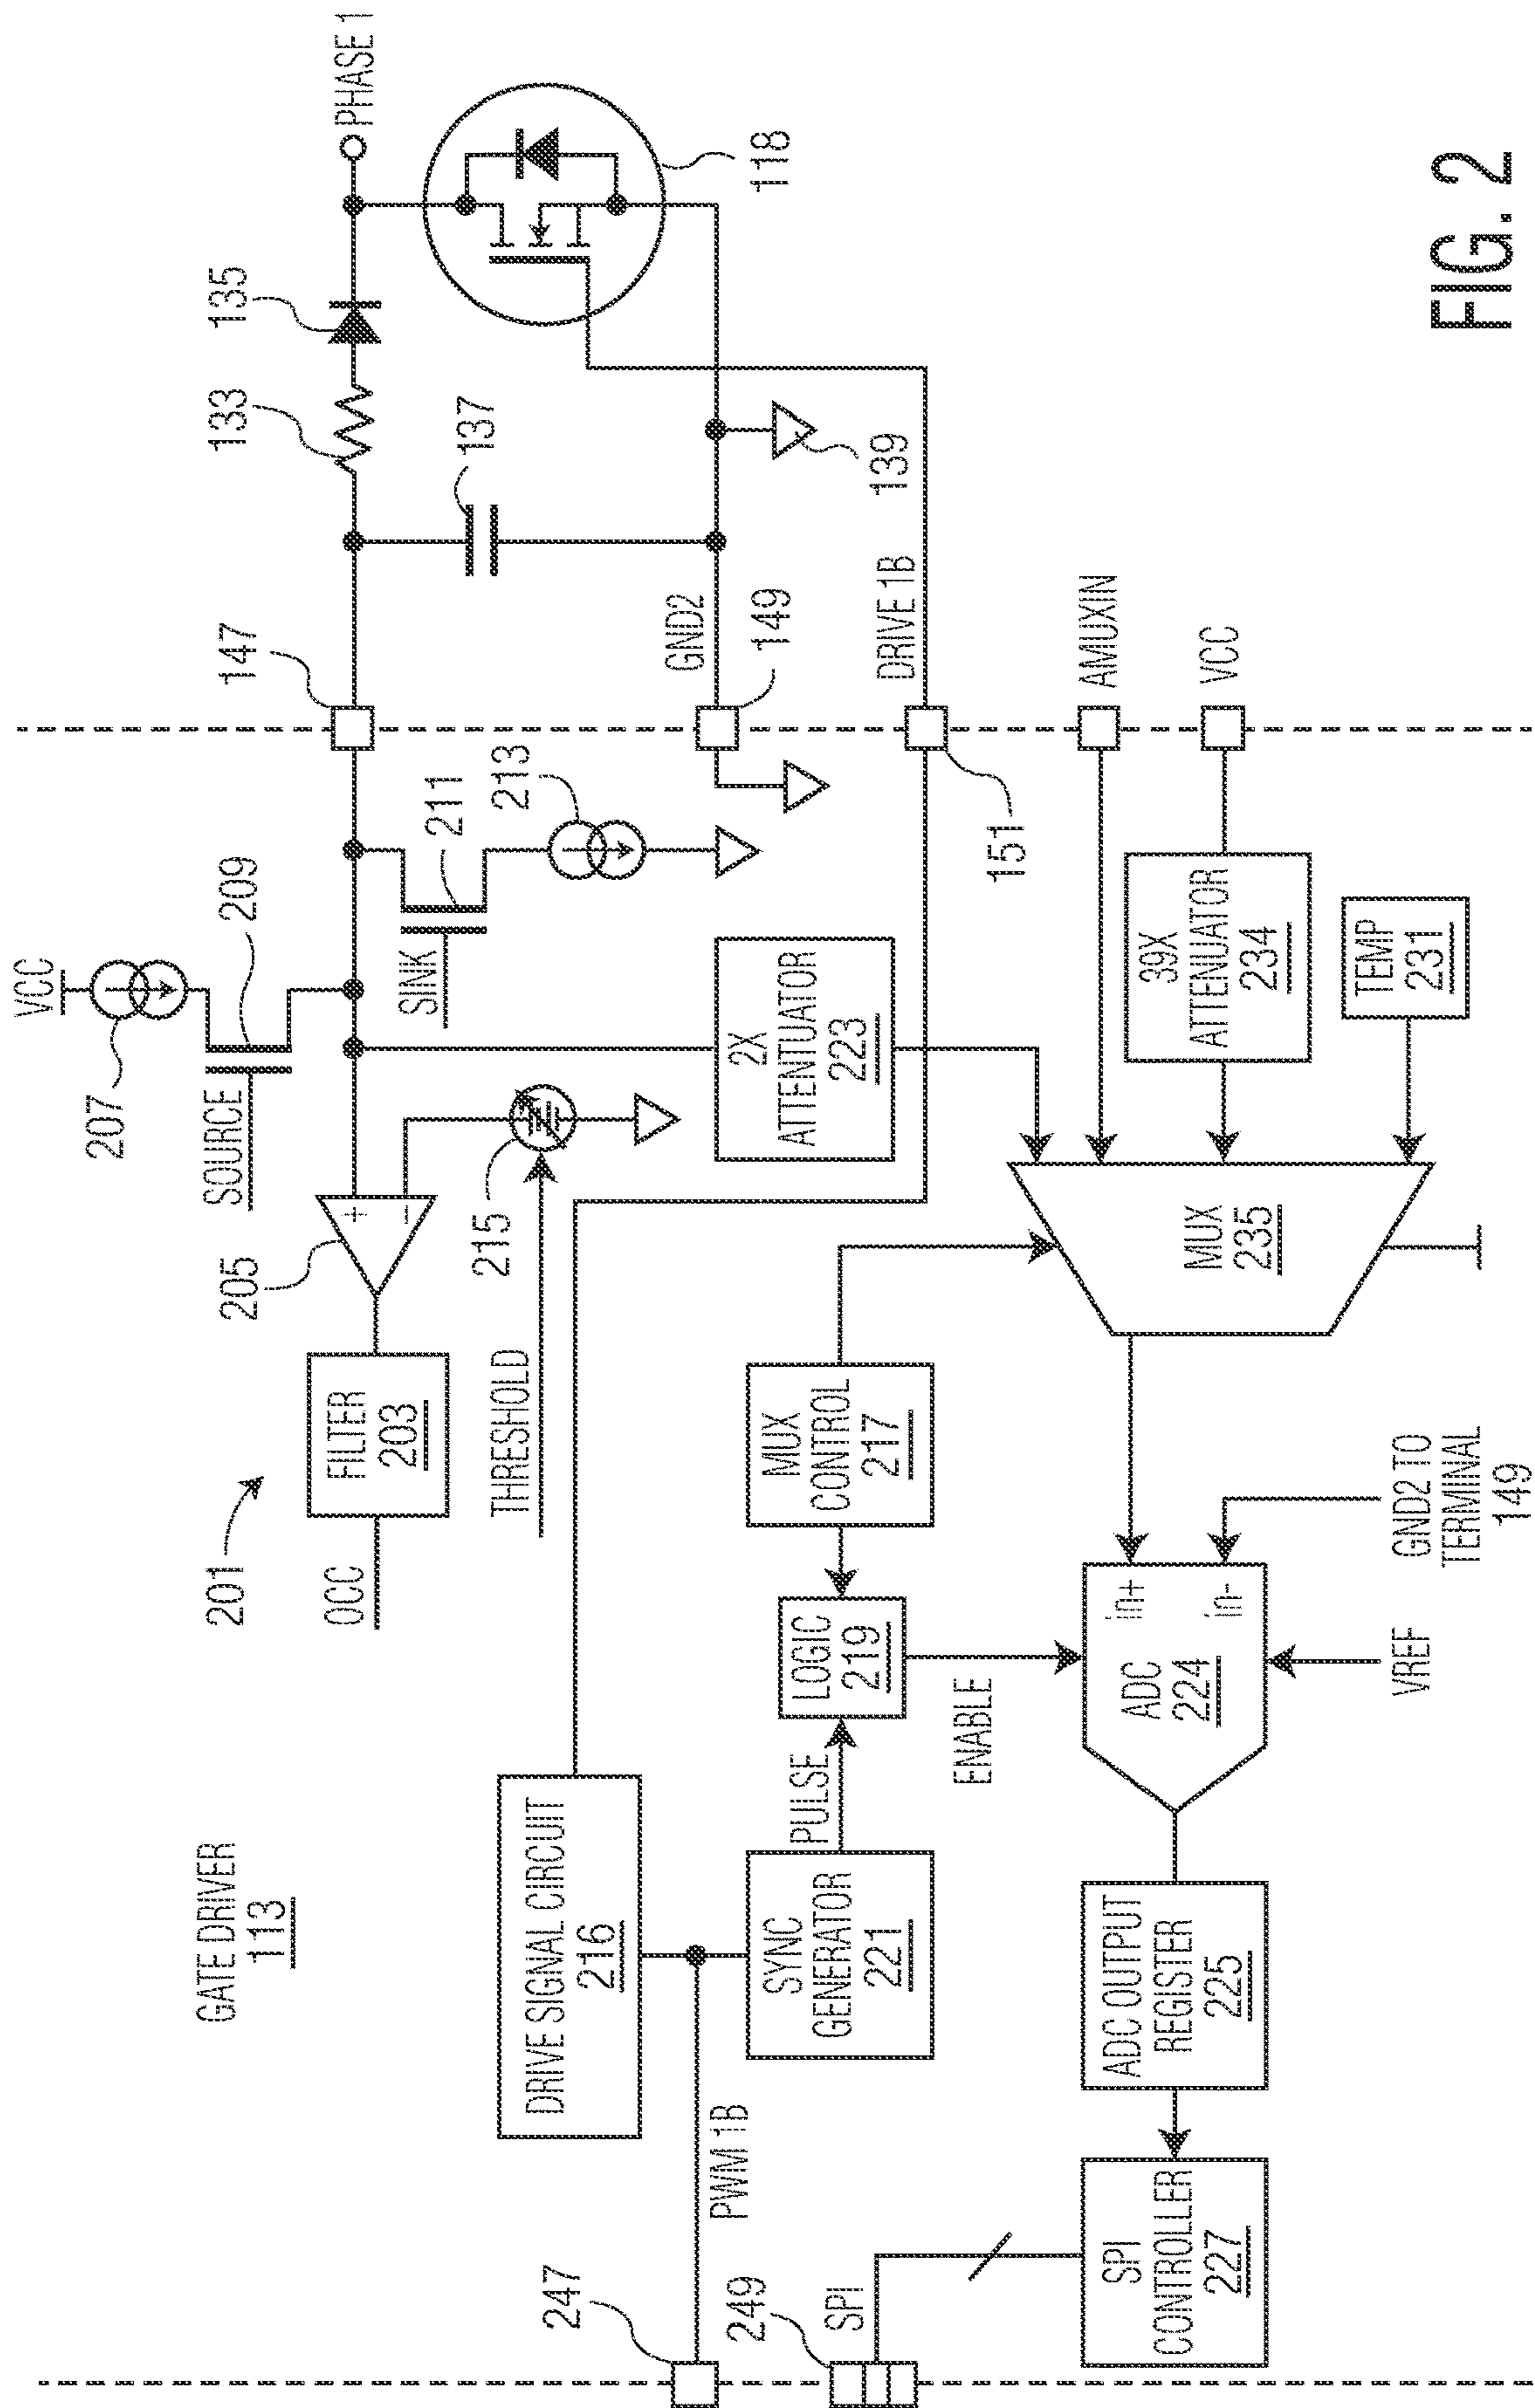 GATE DRIVER
113
201
OCC
FILTER
203
205
+
−
207
VCC
SOURCE
209
SINK
211
213
THRESHOLD
215
147
133
135
PHASE 1
137
118
GND2
149
139
DRIVE 1B
151
AMUXIN
VCC
2X
ATTENTUATOR
223
39X
ATTENUATOR
234
TEMP
231
MUX
235
MUX
CONTROL
217
LOGIC
219
PULSE
ENABLE
DRIVE SIGNAL CIRCUIT
216
SYNC
GENERATOR
221
PWM 1B
247
249
SPI
SPI
CONTROLLER
227
ADC OUTPUT
REGISTER
225
ADC
224
in+
in-
VREF
GND2 TO
TERMINAL
149
FIG. 2